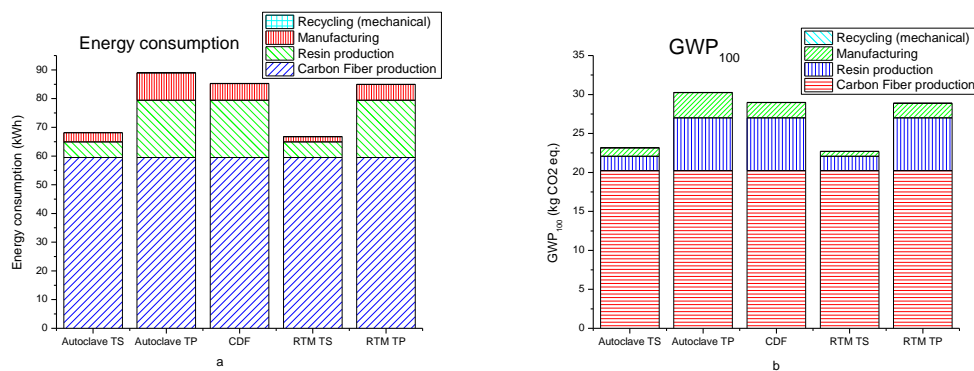 Energy consumption
Recycling (mechanical)
Manufacturing
Resin production
Carbon Fiber production
Energy consumption (kWh)
90
80
70
60
50
40
30
20
10
0
Autoclave TS Autoclave TP CDF RTM TS RTM TP
a
GWP100
Recycling (mechanical)
Manufacturing
Resin production
Carbon Fiber production
GWP100 (kg CO2 eq.)
35
30
25
20
15
10
5
0
Autoclave TS Autoclave TP CDF RTM TS RTM TP
b